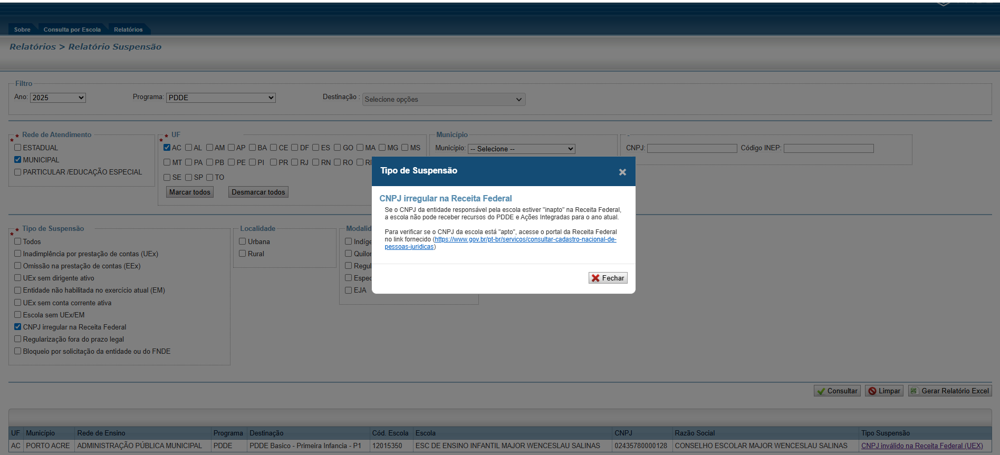 Sobre Consulta por Escola Relatórios
Relatórios > Relatório Suspensão
Filtro
Ano: 2025 Programa: PDDE Destinação : Selecione opções
* * Rede de Atendimento
ESTADUAL
MUNICIPAL
PARTICULAR /EDUCAÇÃO ESPECIAL
* * UF
AC AL AM AP BA CE DF ES GO MA MG MS
MT PA PB PE PI PR RJ RN RO
SE SP TO
Marcar todos Desmarcar todos
Município
Município: -- Selecione --
-
CNPJ: Código INEP:
Tipo de Suspensão ×
CNPJ irregular na Receita Federal
Se o CNPJ da entidade responsável pela escola estiver "inapto" na Receita Federal,
a escola não pode receber recursos do PDDE e Ações Integradas para o ano atual.
Para verificar se o CNPJ da escola está "apto", acesse o portal da Receita Federal
no link fornecido (https://www.gov.br/pt-br/servicos/consultar-cadastro-nacional-de-
pessoas-juridicas)
Fechar
* * Tipo de Suspensão
Todos
Inadimplência por prestação de contas (UEx)
Omissão na prestação de contas (EEx)
UEx sem dirigente ativo
Entidade não habilitada no exercício atual (EM)
UEx sem conta corrente ativa
Escola sem UEx/EM
CNPJ irregular na Receita Federal
Regularização fora do prazo legal
Bloqueio por solicitação da entidade ou do FNDE
Localidade
Urbana
Rural
Modalid
Indíge
Quilor
Regul
Espec
EJA
Consultar Limpar Gerar Relatório Excel
UF Município Rede de Ensino Programa Destinação Cód. Escola Escola CNPJ Razão Social Tipo Suspensão
AC PORTO ACRE ADMINISTRAÇÃO PÚBLICA MUNICIPAL PDDE PDDE Basico - Primeira Infancia - P1 12015350 ESC DE ENSINO INFANTIL MAJOR WENCESLAU SALINAS 02435780000128 CONSELHO ESCOLAR MAJOR WENCESLAU SALINAS CNPJ inválido na Receita Federal (UEX)